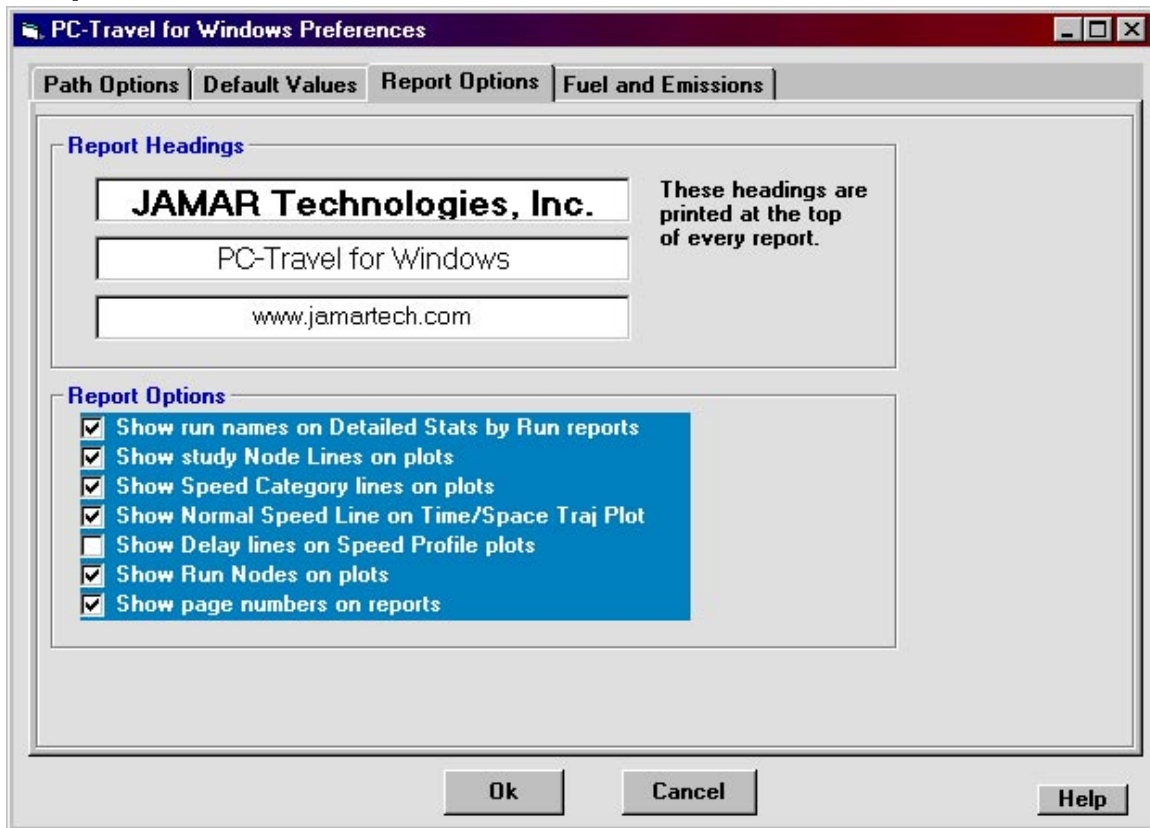 PC-Travel for Windows Preferences
Path Options Default Values Report Options Fuel and Emissions
Report Headings
JAMAR Technologies, Inc.
PC-Travel for Windows
www.jamartech.com
These headings are
printed at the top
of every report.
Report Options
Show run names on Detailed Stats by Run reports
Show study Node Lines on plots
Show Speed Category lines on plots
Show Normal Speed Line on Time/Space Traj Plot
Show Delay lines on Speed Profile plots
Show Run Nodes on plots
Show page numbers on reports
Ok Cancel Help